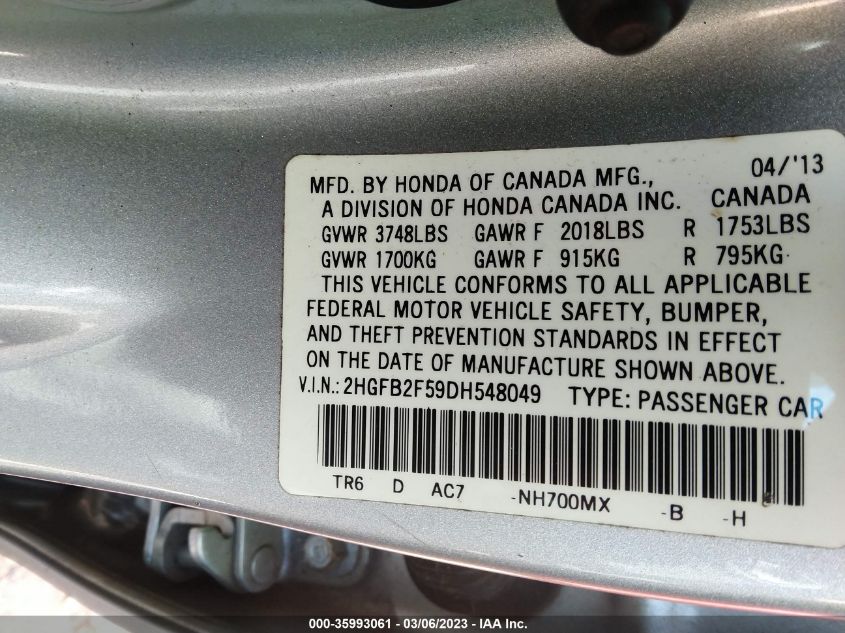 04/'13
MFD. BY HONDA OF CANADA MFG.,
A DIVISION OF HONDA CANADA INC. CANADA
GVWR 3748LBS GAWR F 2018LBS R 1753LBS
GVWR 1700KG GAWR F 915KG R 795KG
THIS VEHICLE CONFORMS TO ALL APPLICABLE
FEDERAL MOTOR VEHICLE SAFETY, BUMPER,
AND THEFT PREVENTION STANDARDS IN EFFECT
ON THE DATE OF MANUFACTURE SHOWN ABOVE.
V.I.N.: 2HGFB2F59DH548049 TYPE: PASSENGER CAR
TR6 D AC7 -NH700MX -B -H
000-35993061 - 03/06/2023 - IAA Inc.